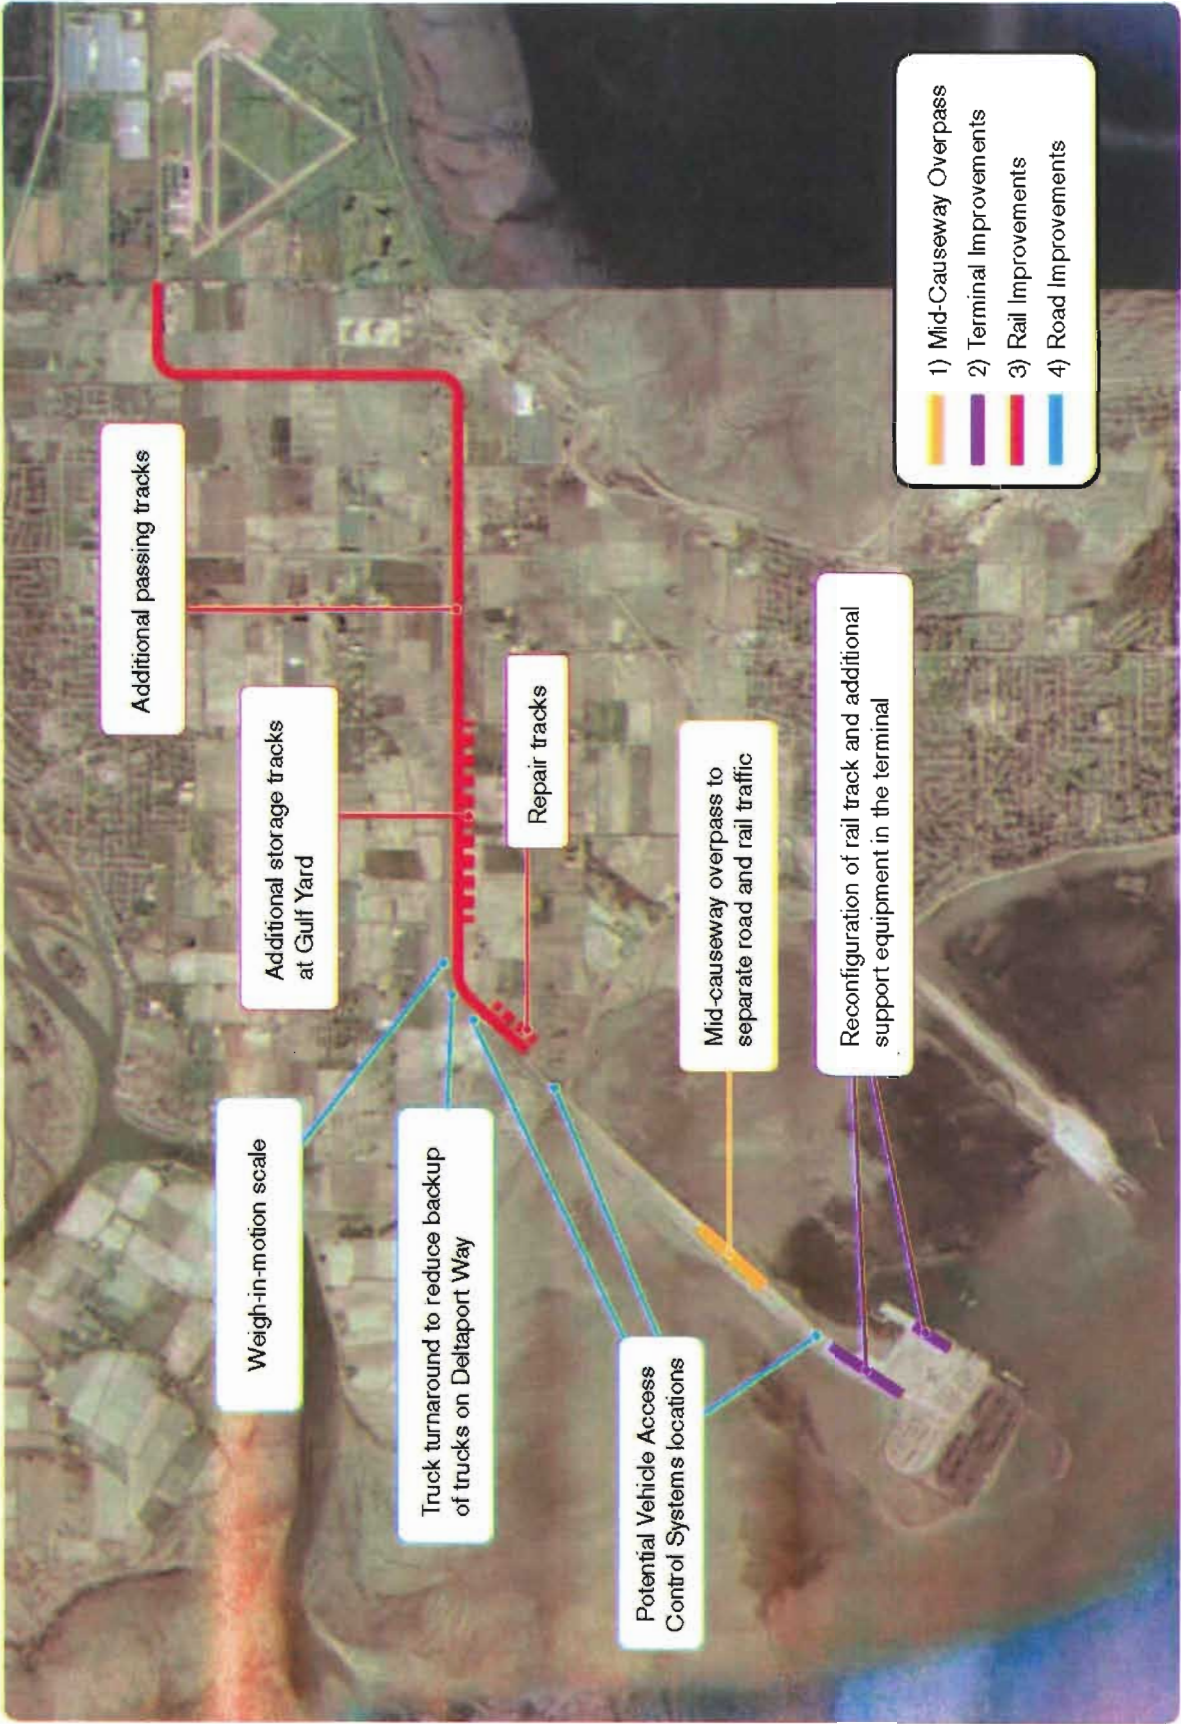 Additional passing tracks
Additional storage tracks
at Gulf Yard
Repair tracks
Weigh-in-motion scale
Truck turnaround to reduce backup
of trucks on Deltaport Way
Potential Vehicle Access
Control Systems locations
Mid-causeway overpass to
separate road and rail traffic
Reconfiguration of rail track and additional
support equipment in the terminal
1) Mid-Causeway Overpass
2) Terminal Improvements
3) Rail Improvements
4) Road Improvements